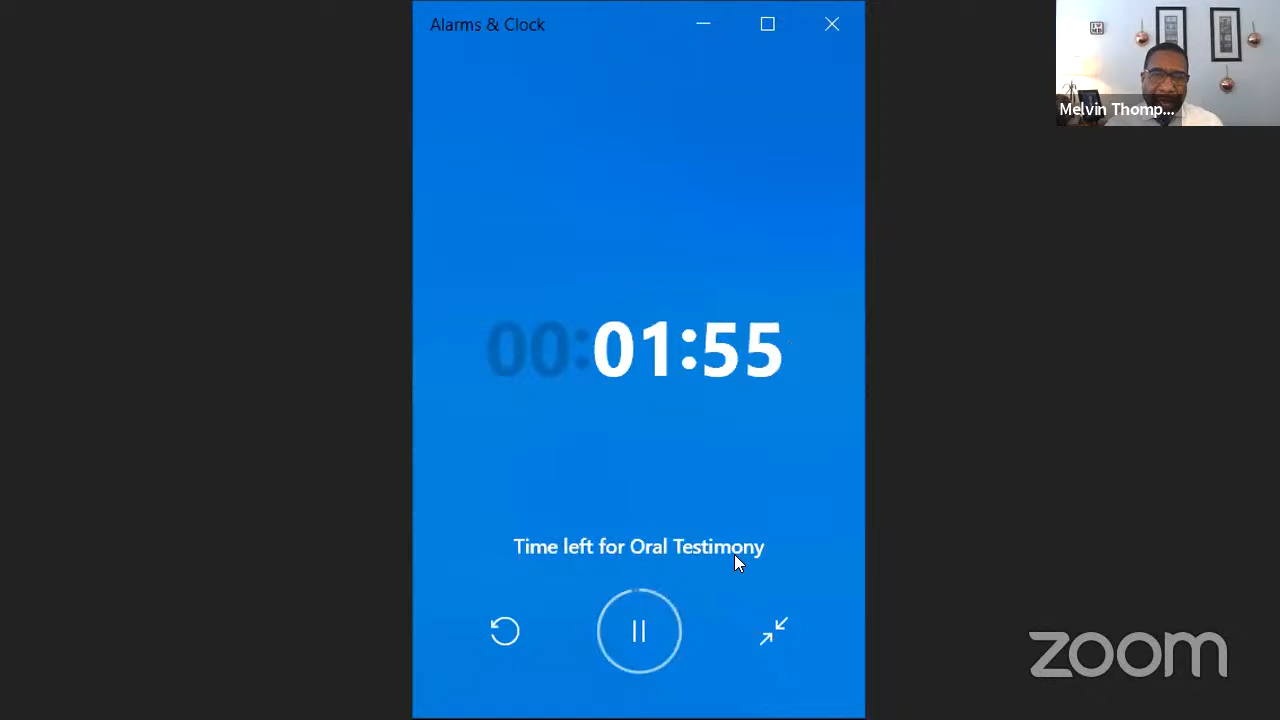 Alarms & Clock
Melvin Thomp...
00:01:55
Time left for Oral Testimony
zoom